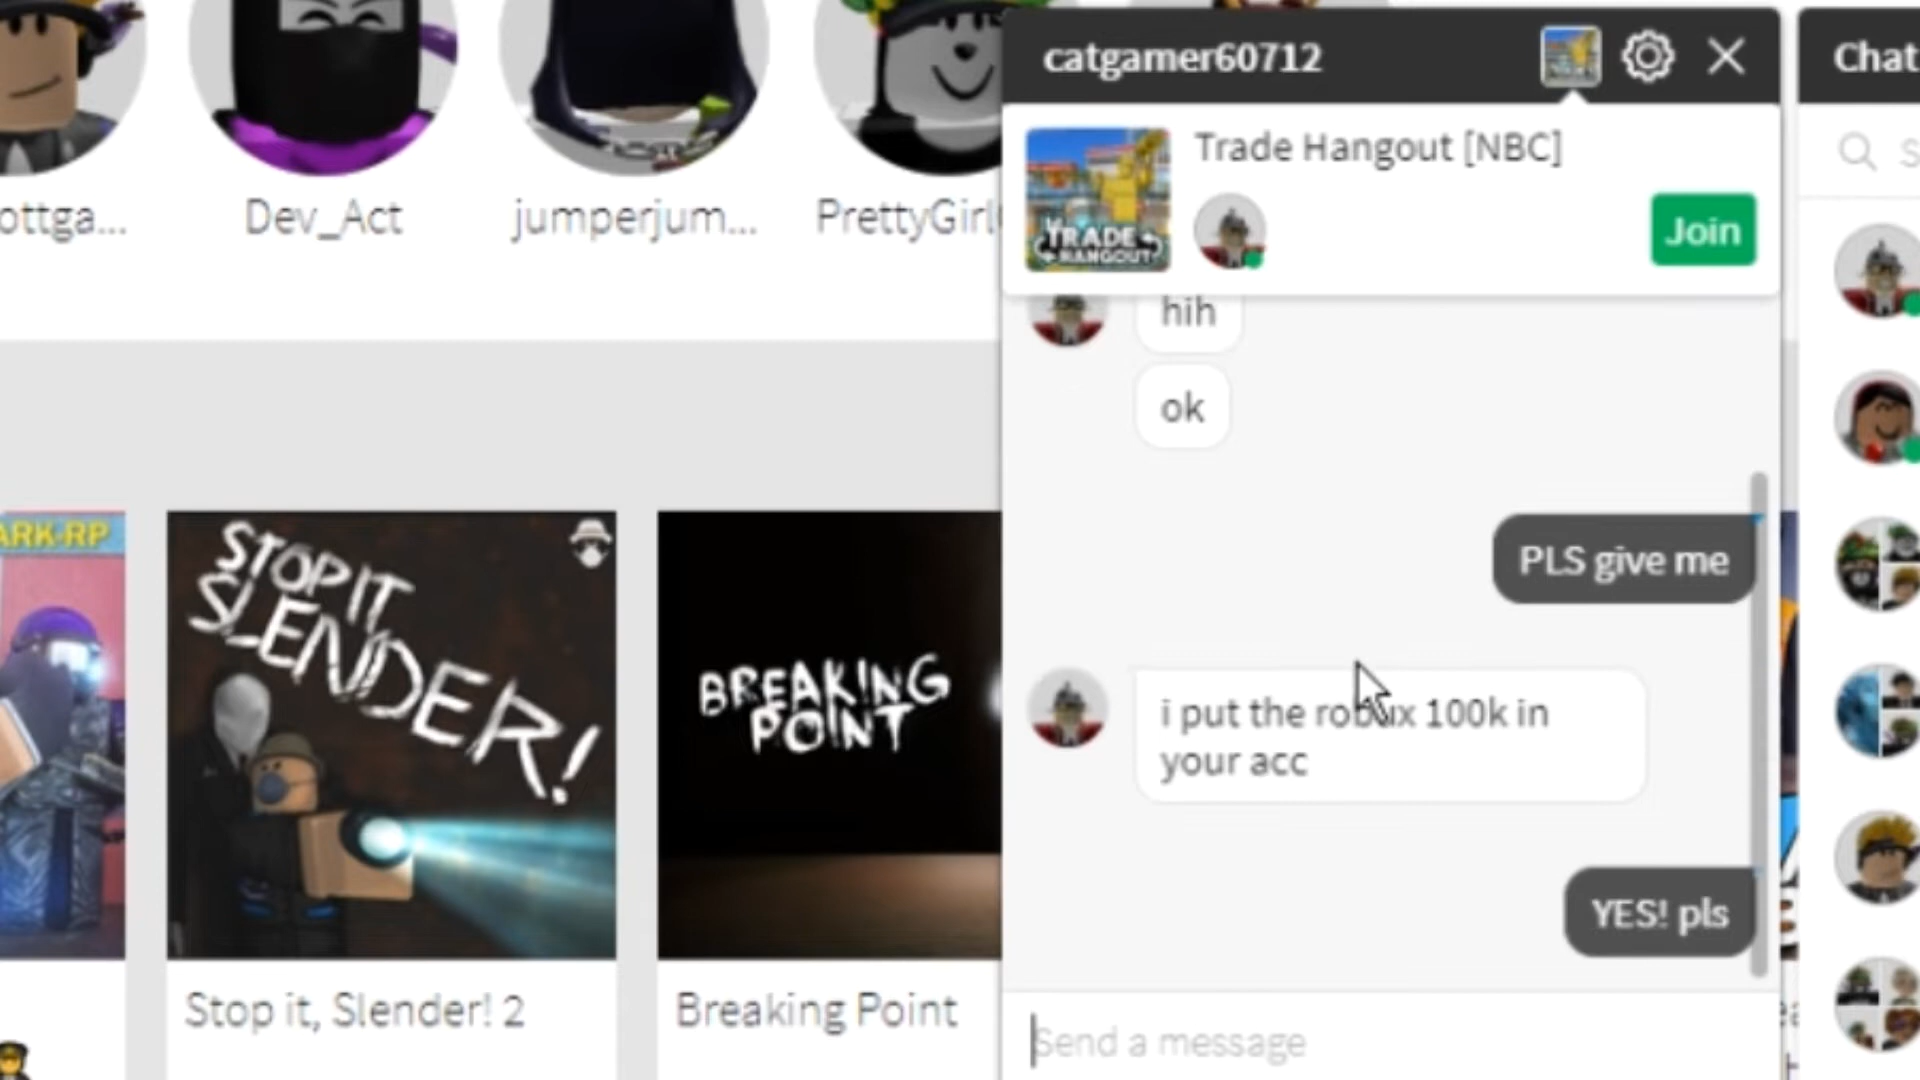 catgamer60712
Chat
Trade Hangout [NBC]
TRADE
HANGOUT
Join
ottga...
Dev_Act
jumperjum...
PrettyGirl
hih
ok
PLS give me
i put the robux 100k in
your acc
YES! pls
Send a message
ARK-RP
STOP IT
SLENDER!
BREAKING
POINT
Stop it, Slender! 2
Breaking Point